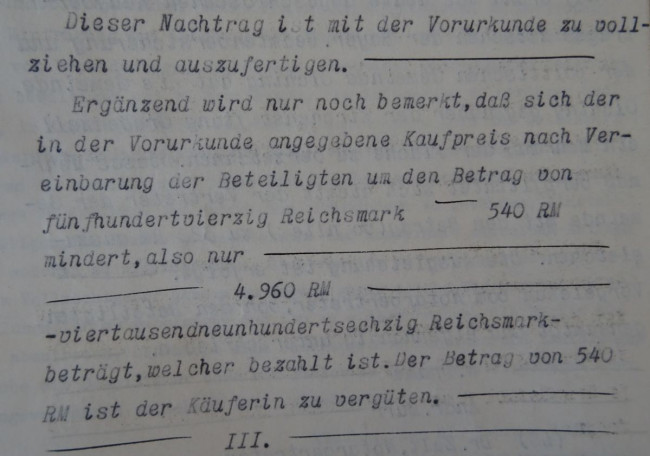 Dieser Nachtrag ist mit der Vorurkunde zu voll-
ziehen und auszufertigen.
Ergänzend wird nur noch bemerkt,daß sich der
in der Vorurkunde angegebene Kaufpreis nach Ver-
einbarung der Beteiligten um den Betrag von
fünfhundertvierzig Reichsmark — 540 RM
mindert,also nur
4.960 RM
-viertausendneunhundertsechzig Reichsmark-
beträgt,welcher bezahlt ist.Der Betrag von 540
RM ist der Käuferin zu vergüten.
III.